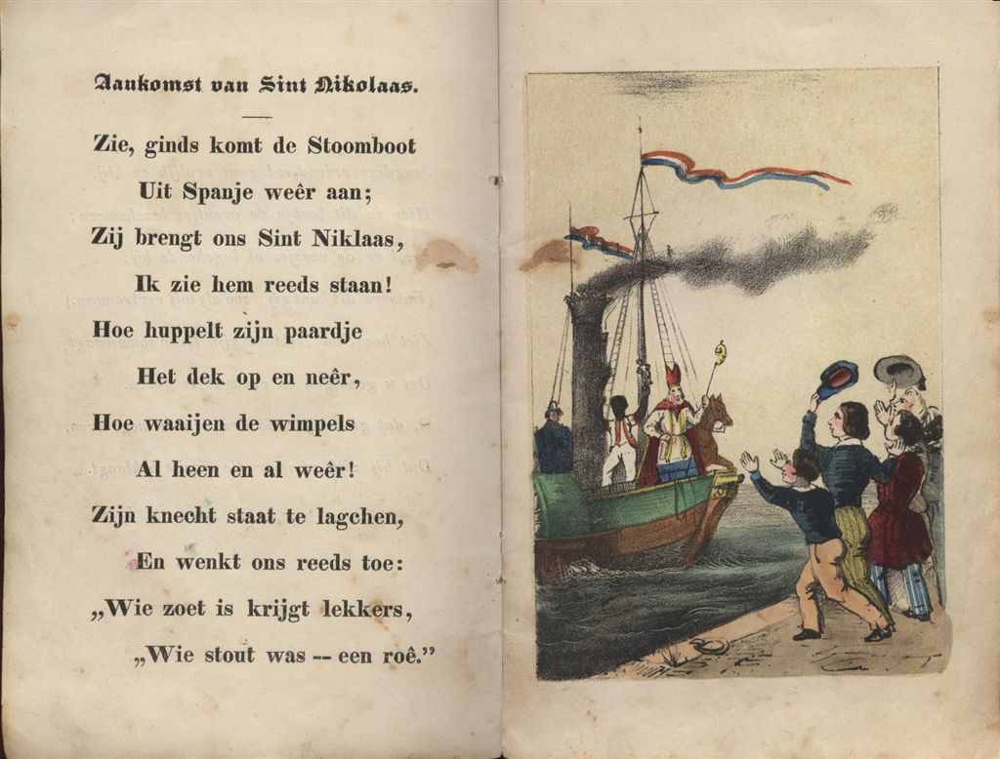 Aankomst van Sint Nikolaas.
Zie, ginds komt de Stoomboot
Uit Spanje weêr aan;
Zij brengt ons Sint Niklaas,
Ik zie hem reeds staan!
Hoe huppelt zijn paardje
Het dek op en neêr,
Hoe waaijen de wimpels
Al heen en al weêr!
Zijn knecht staat te lagchen,
En wenkt ons reeds toe:
„Wie zoet is krijgt lekkers,
„Wie stout was — een roê.”